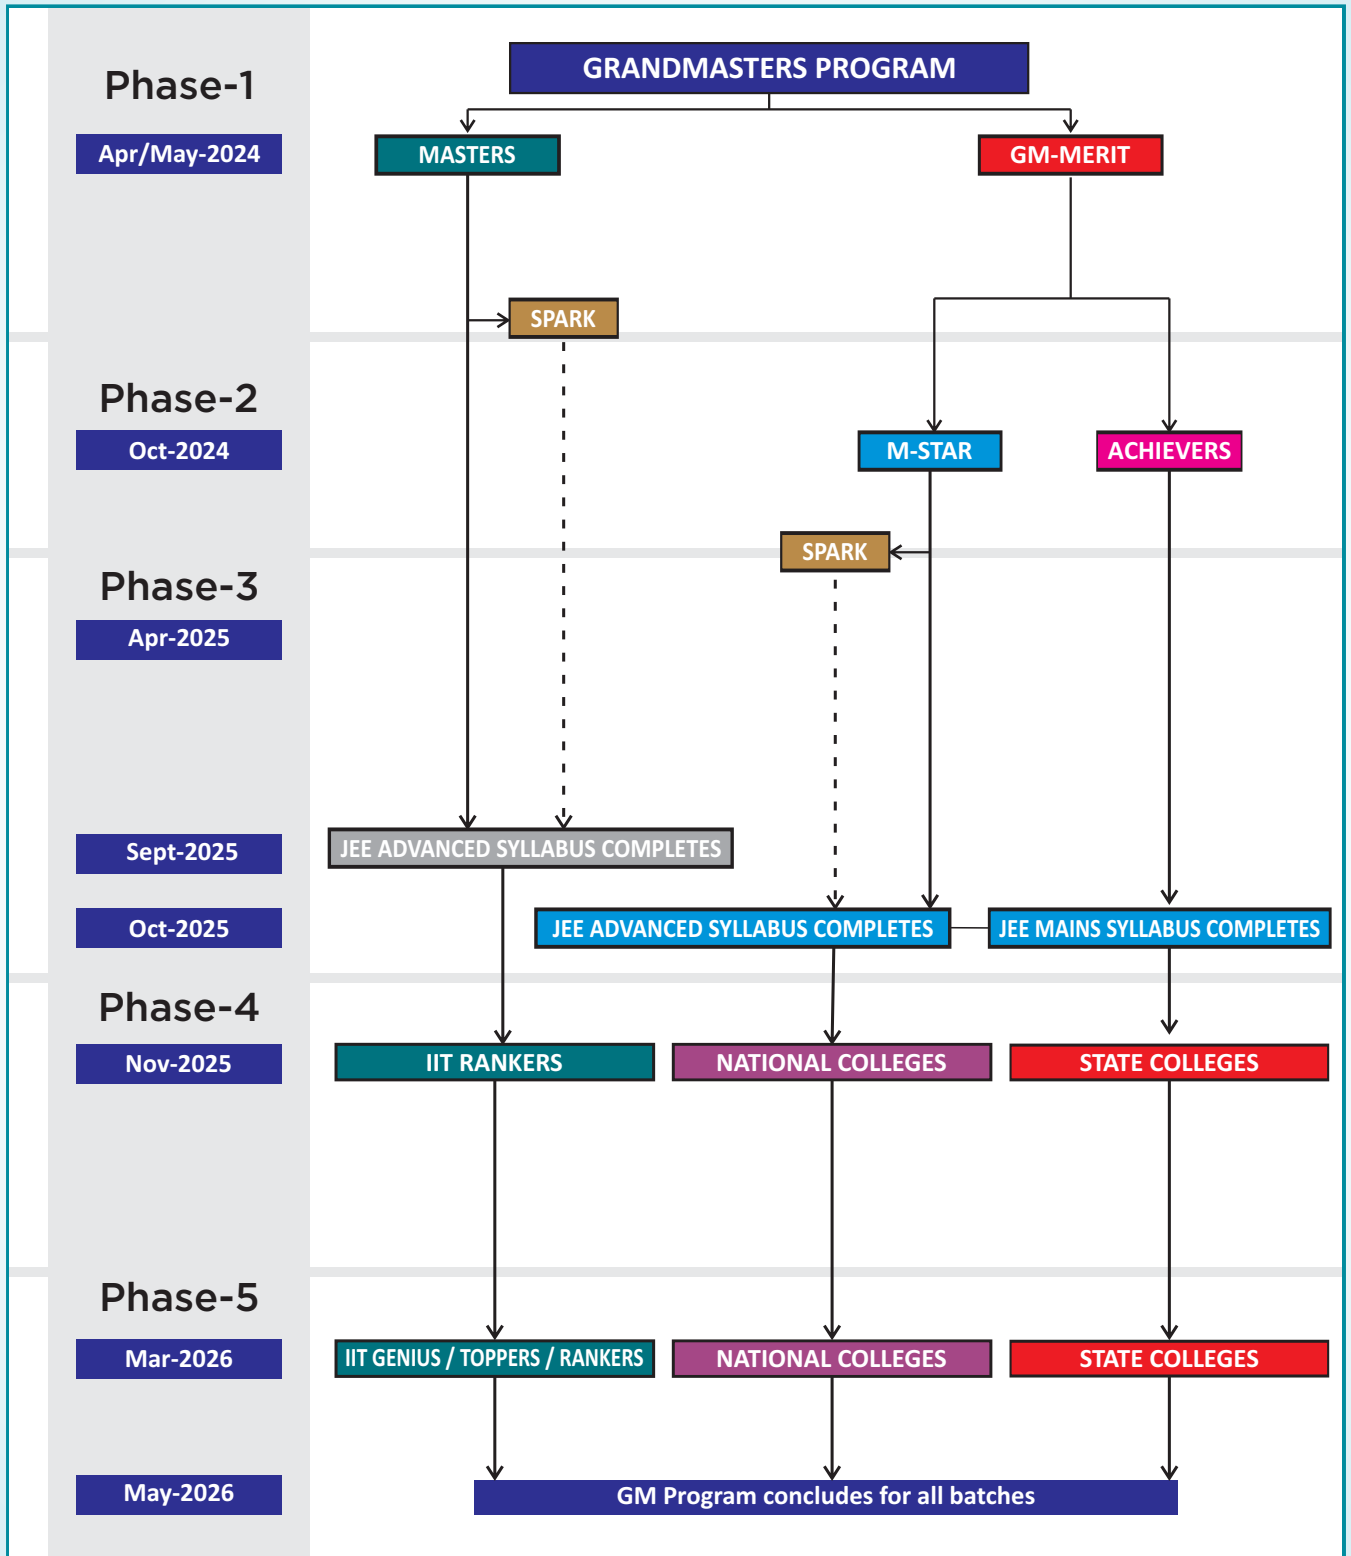 GRANDMASTERS PROGRAM
Phase-1
Apr/May-2024
MASTERS
GM-MERIT
SPARK
Phase-2
Oct-2024
M-STAR
ACHIEVERS
SPARK
Phase-3
Apr-2025
Sept-2025
JEE ADVANCED SYLLABUS COMPLETES
Oct-2025
JEE ADVANCED SYLLABUS COMPLETES
JEE MAINS SYLLABUS COMPLETES
Phase-4
Nov-2025
IIT RANKERS
NATIONAL COLLEGES
STATE COLLEGES
Phase-5
Mar-2026
IIT GENIUS / TOPPERS / RANKERS
NATIONAL COLLEGES
STATE COLLEGES
May-2026
GM Program concludes for all batches